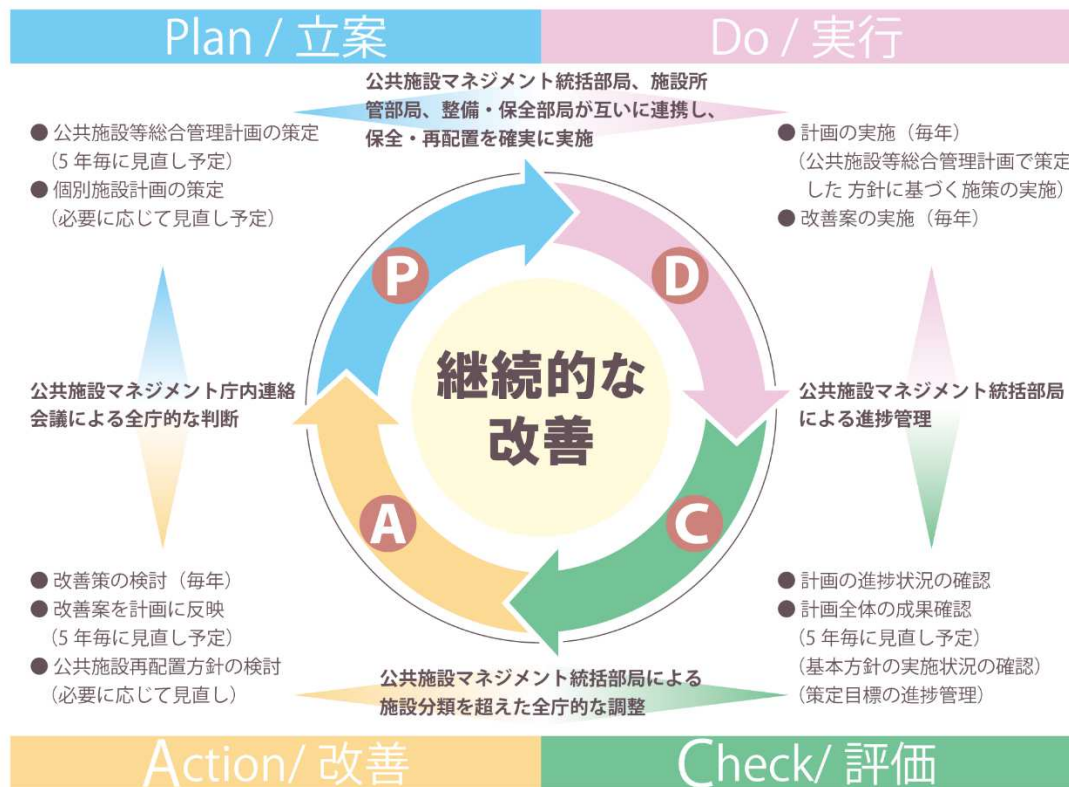 Plan / 立案
Do / 実行
公共施設マネジメント統括部局、施設所
管部局、整備・保全部局が互いに連携し、
保全・再配置を確実に実施
● 公共施設等総合管理計画の策定
（5 年毎に見直し予定）
● 個別施設計画の策定
（必要に応じて見直し予定）
● 計画の実施（毎年）
（公共施設等総合管理計画で策定
した 方針に基づく施策の実施）
● 改善案の実施（毎年）
P
D
継続的な
改善
公共施設マネジメント庁内連絡
会議による全庁的な判断
公共施設マネジメント統括部局
による進捗管理
A
C
● 改善策の検討（毎年）
● 改善案を計画に反映
（5 年毎に見直し予定）
● 公共施設再配置方針の検討
（必要に応じて見直し）
● 計画の進捗状況の確認
● 計画全体の成果確認
（5 年毎に見直し予定）
（基本方針の実施状況の確認）
（策定目標の進捗管理）
公共施設マネジメント統括部局による
施設分類を超えた全庁的な調整
Action/ 改善
Check/ 評価